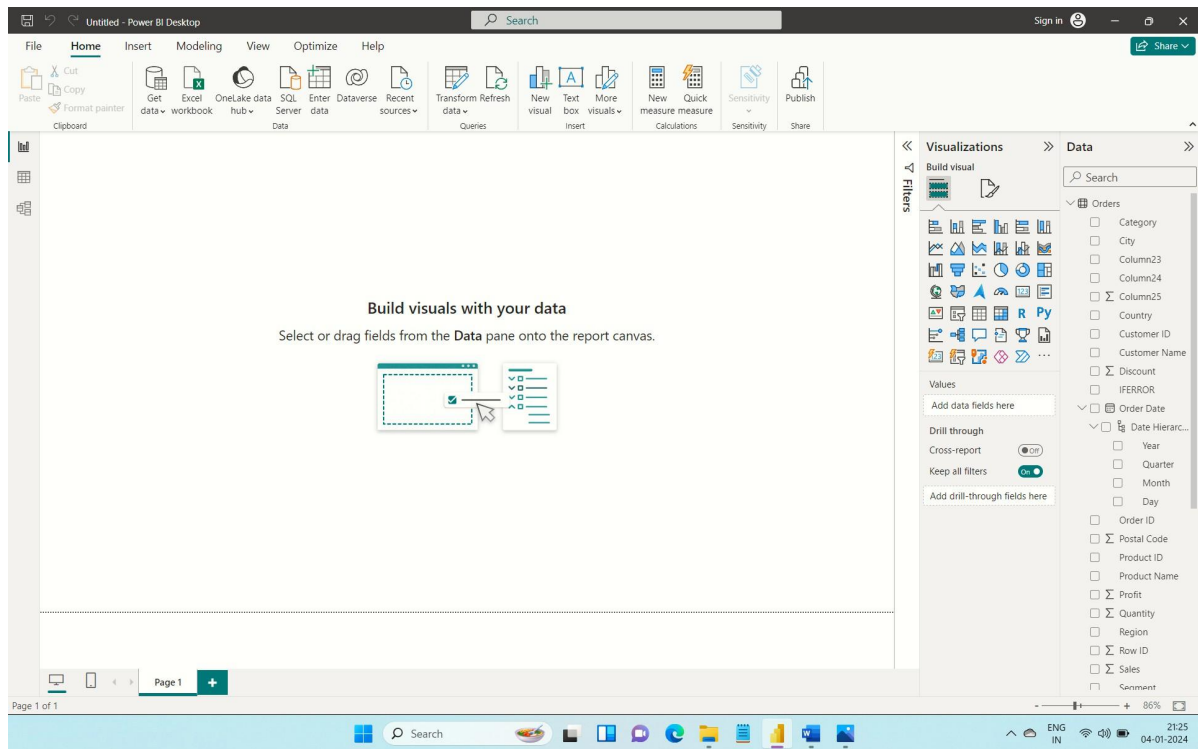 Untitled - Power BI Desktop
Search
Sign in
File Home Insert Modeling View Optimize Help
Share
Paste
Cut
Copy
Format painter
Clipboard
Get data
Excel workbook
OneLake data hub
SQL Server
Enter data
Dataverse
Recent sources
Data
Transform data
Refresh
Queries
New visual
Text box
More visuals
Insert
New measure
Quick measure
Calculations
Sensitivity
Sensitivity
Publish
Share
Build visuals with your data
Select or drag fields from the Data pane onto the report canvas.
Filters
Visualizations
Build visual
123
R Py
123
Values
Add data fields here
Drill through
Cross-report Off
Keep all filters On
Add drill-through fields here
Data
Search
Orders
Category
City
Column23
Column24
Σ Column25
Country
Customer ID
Customer Name
Σ Discount
IFERROR
Order Date
Date Hierarc...
Year
Quarter
Month
Day
Order ID
Σ Postal Code
Product ID
Product Name
Σ Profit
Σ Quantity
Region
Σ Row ID
Σ Sales
Segment
Page 1
Page 1 of 1
- + 86%
Search
ENG
IN
21:25
04-01-2024